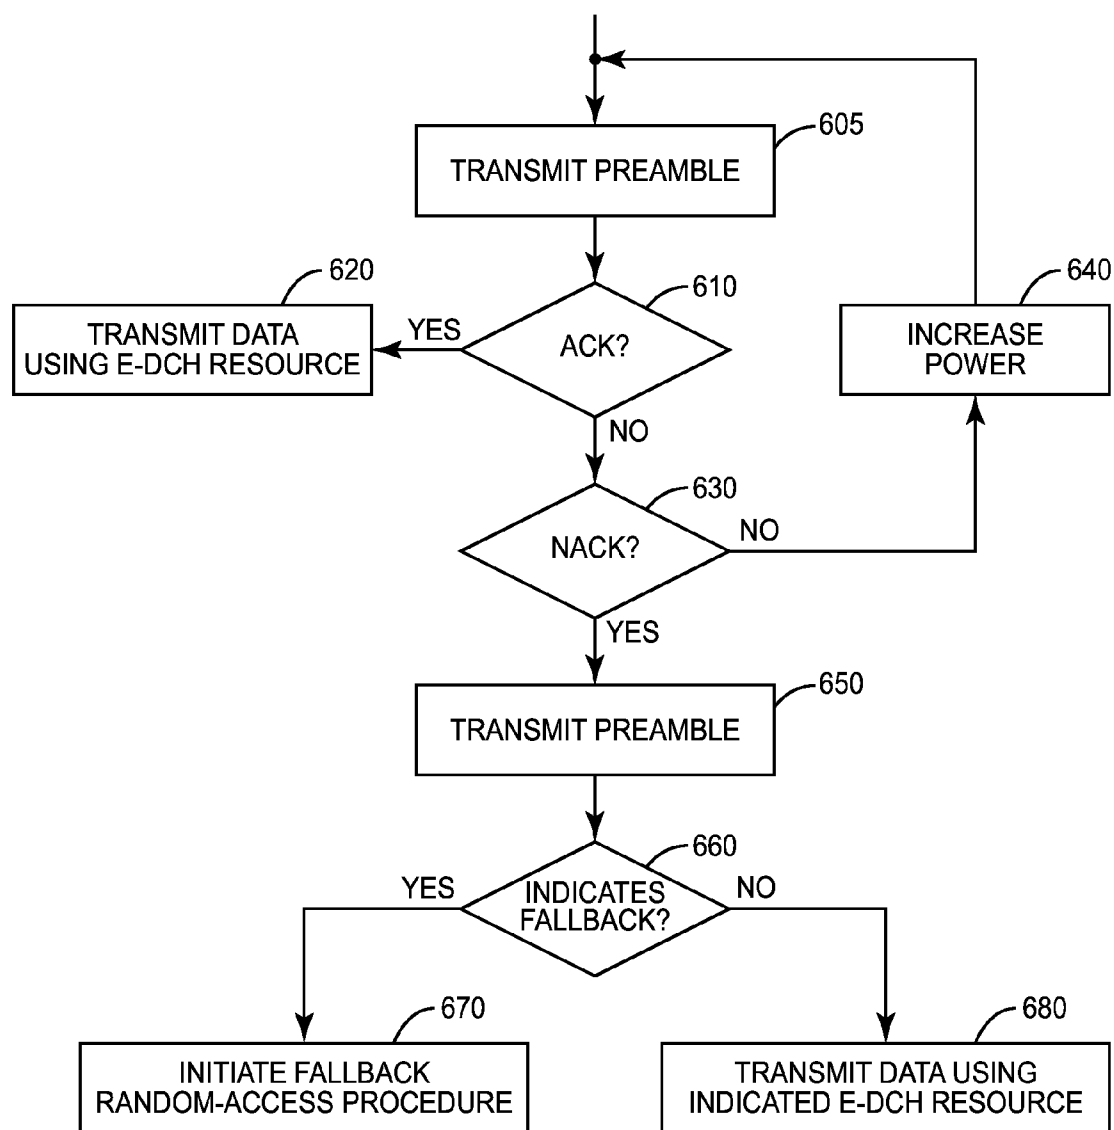 605
TRANSMIT PREAMBLE
620
610
640
TRANSMIT DATA
USING E-DCH RESOURCE
YES
ACK?
INCREASE
POWER
NO
630
NACK?
NO
YES
650
TRANSMIT PREAMBLE
660
YES
INDICATES
FALLBACK?
NO
670
680
INITIATE FALLBACK
RANDOM-ACCESS PROCEDURE
TRANSMIT DATA USING
INDICATED E-DCH RESOURCE